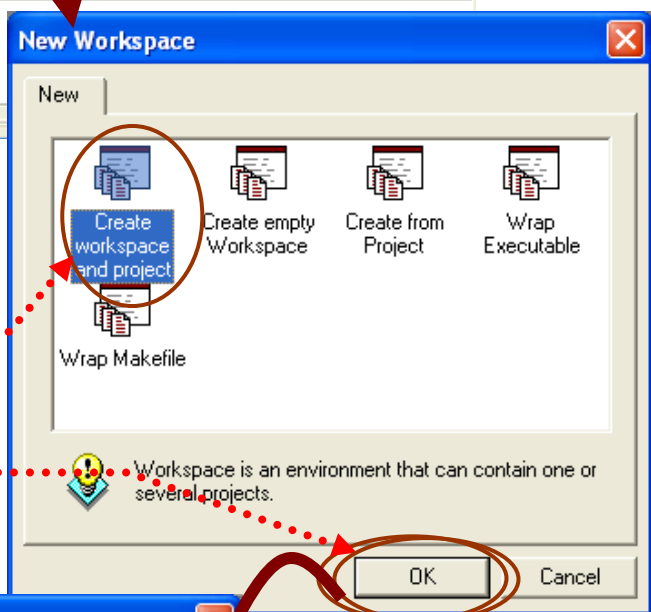 New Workspace
New
Create
workspace
and project
Create empty
Workspace
Create from
Project
Wrap
Executable
Wrap Makefile
Workspace is an environment that can contain one or
several projects.
OK
Cancel